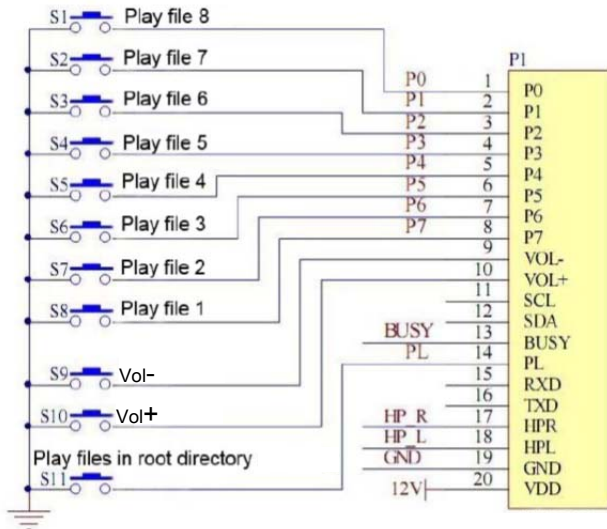 S1 Play file 8
S2 Play file 7
S3 Play file 6
S4 Play file 5
S5 Play file 4
S6 Play file 3
S7 Play file 2
S8 Play file 1
S9 Vol-
S10 Vol+
Play files in root directory
S11
P1
P0 1 P0
P1 2 P1
P2 3 P2
P3 4 P3
P4 5 P4
P5 6 P5
P6 7 P6
P7 8 P7
9 VOL-
10 VOL+
11 SCL
12 SDA
BUSY 13 BUSY
PL 14 PL
15 RXD
16 TXD
HP_R 17 HPR
HP_L 18 HPL
GND 19 GND
12V 20 VDD